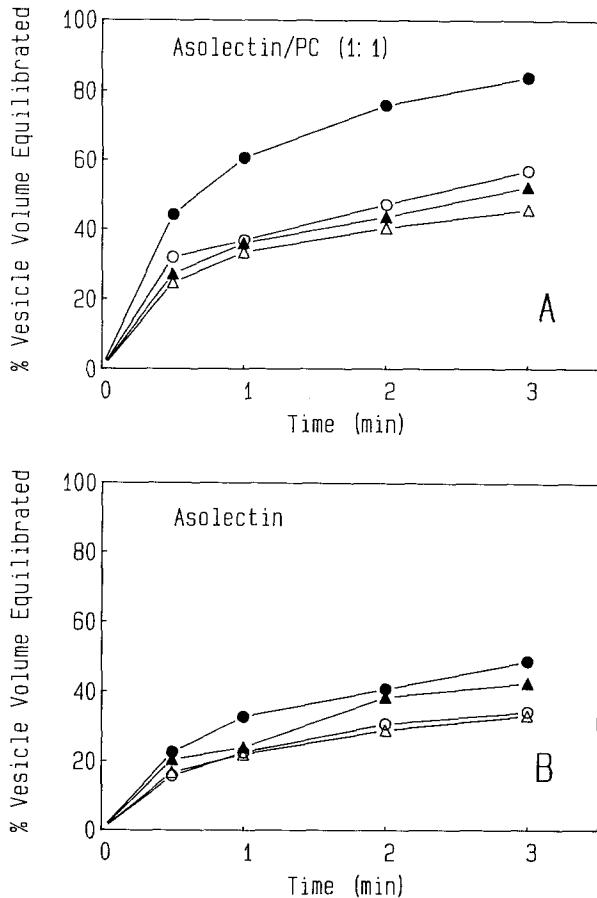 % Vesicle Volume Equilibrated
100
80
60
40
20
0
Asolectin/PC (1:1)
A
0 1 2 3
Time (min)
% Vesicle Volume Equilibrated
100
80
60
40
20
0
Asolectin
B
0 1 2 3
Time (min)